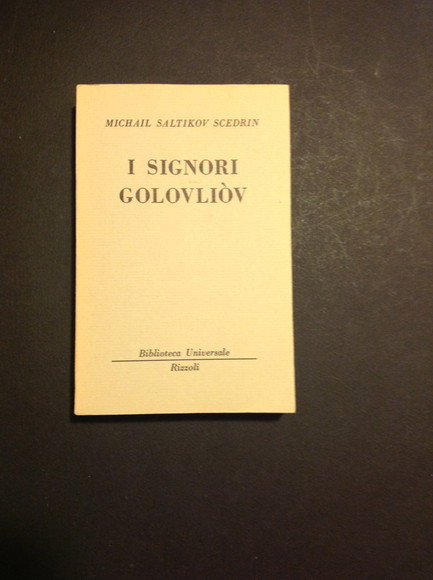 MICHAIL SALTIKOV SCEDRIN
I SIGNORI
GOLOVLIÒV
Biblioteca Universale
Rizzoli